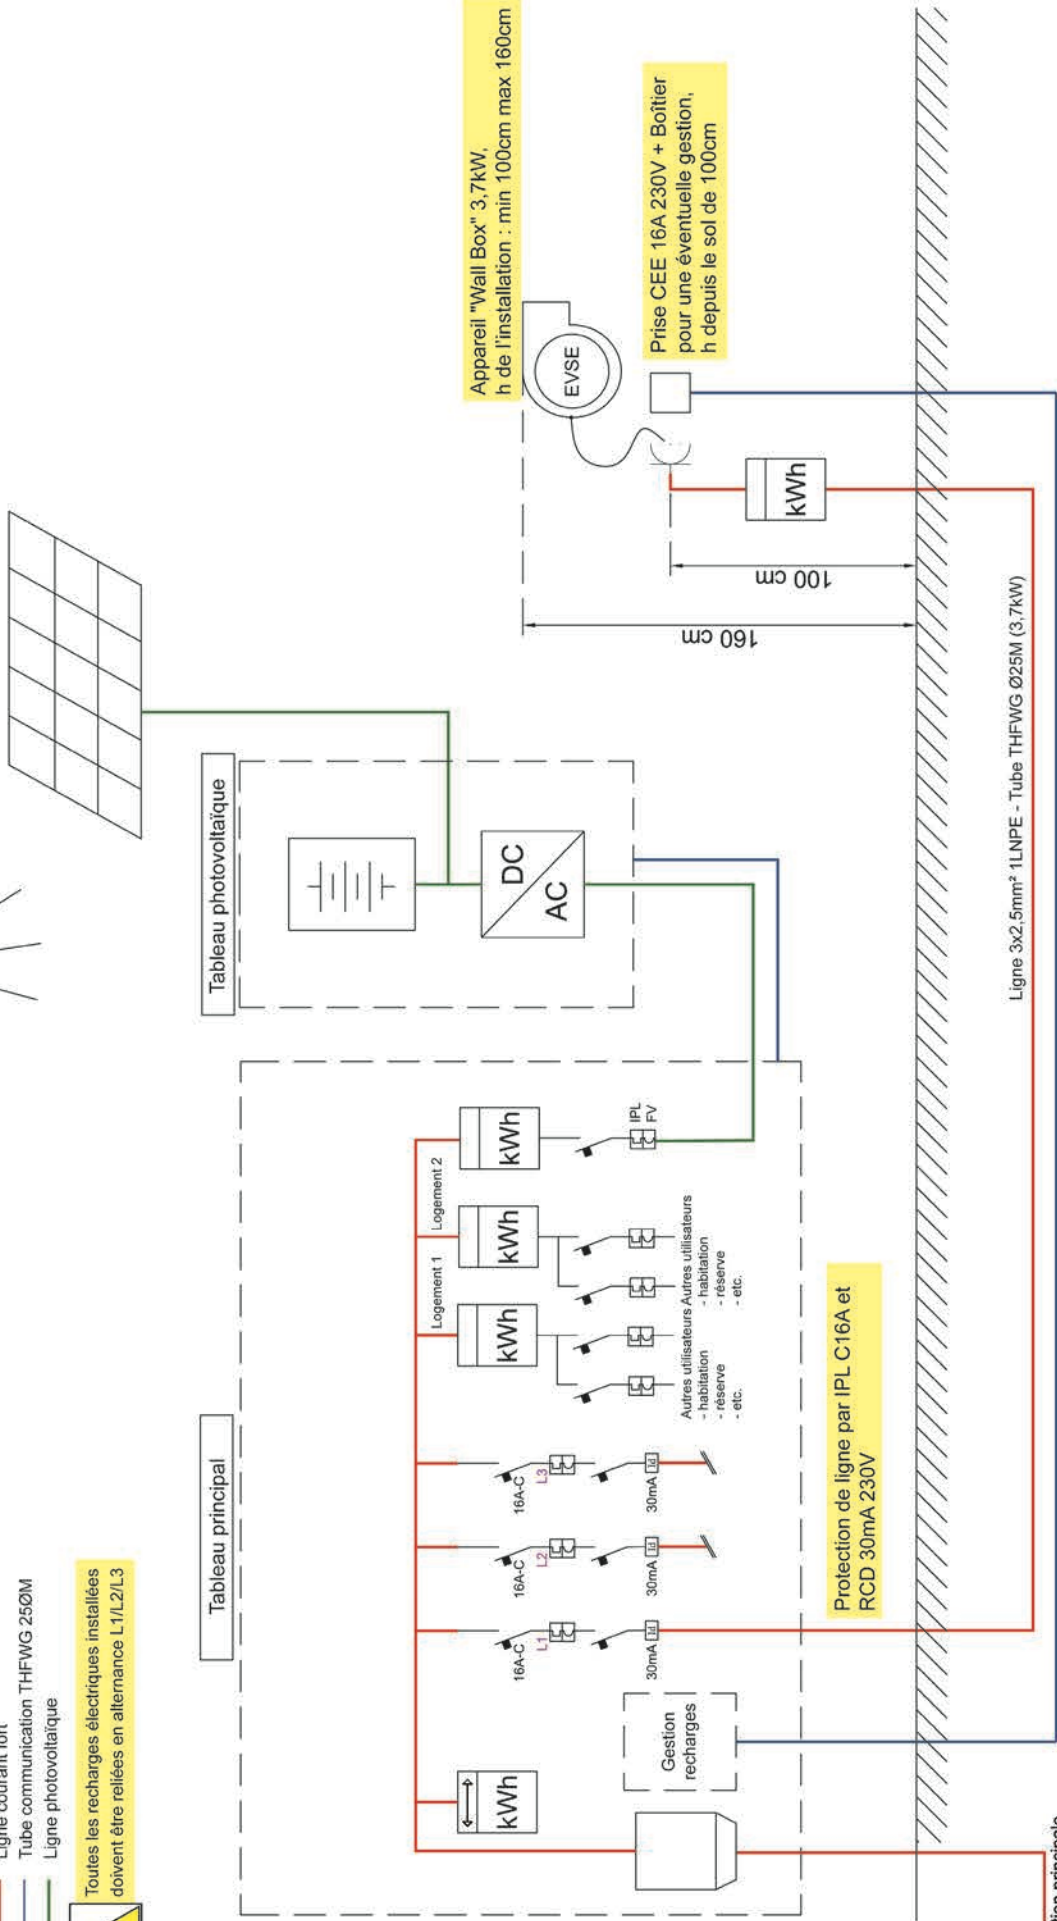 Ligne courant fort
Tube communication THFWG 25ØM
Ligne photovoltaïque
Toutes les recharges électriques installées
doivent être reliées en alternance L1/L2/L3
Tableau principal
kWh
Gestion
recharges
16A-C
L1
30mA
Id
16A-C
L2
30mA
Id
16A-C
L3
30mA
Id
Logement 1
kWh
Autres utilisateurs
- habitation
- réserve
- etc.
Logement 2
kWh
Autres utilisateurs
- habitation
- réserve
- etc.
kWh
IPL
FV
Protection de ligne par IPL C16A et
RCD 30mA 230V
Tableau photovoltaïque
DC
AC
Appareil "Wall Box" 3,7kW,
h de l'installation : min 100cm max 160cm
EVSE
Prise CEE 16A 230V + Boîtier
pour une éventuelle gestion,
h depuis le sol de 100cm
kWh
160 cm
100 cm
Ligne 3x2,5mm² 1LNPE - Tube THFWG Ø25M (3,7kW)
principale